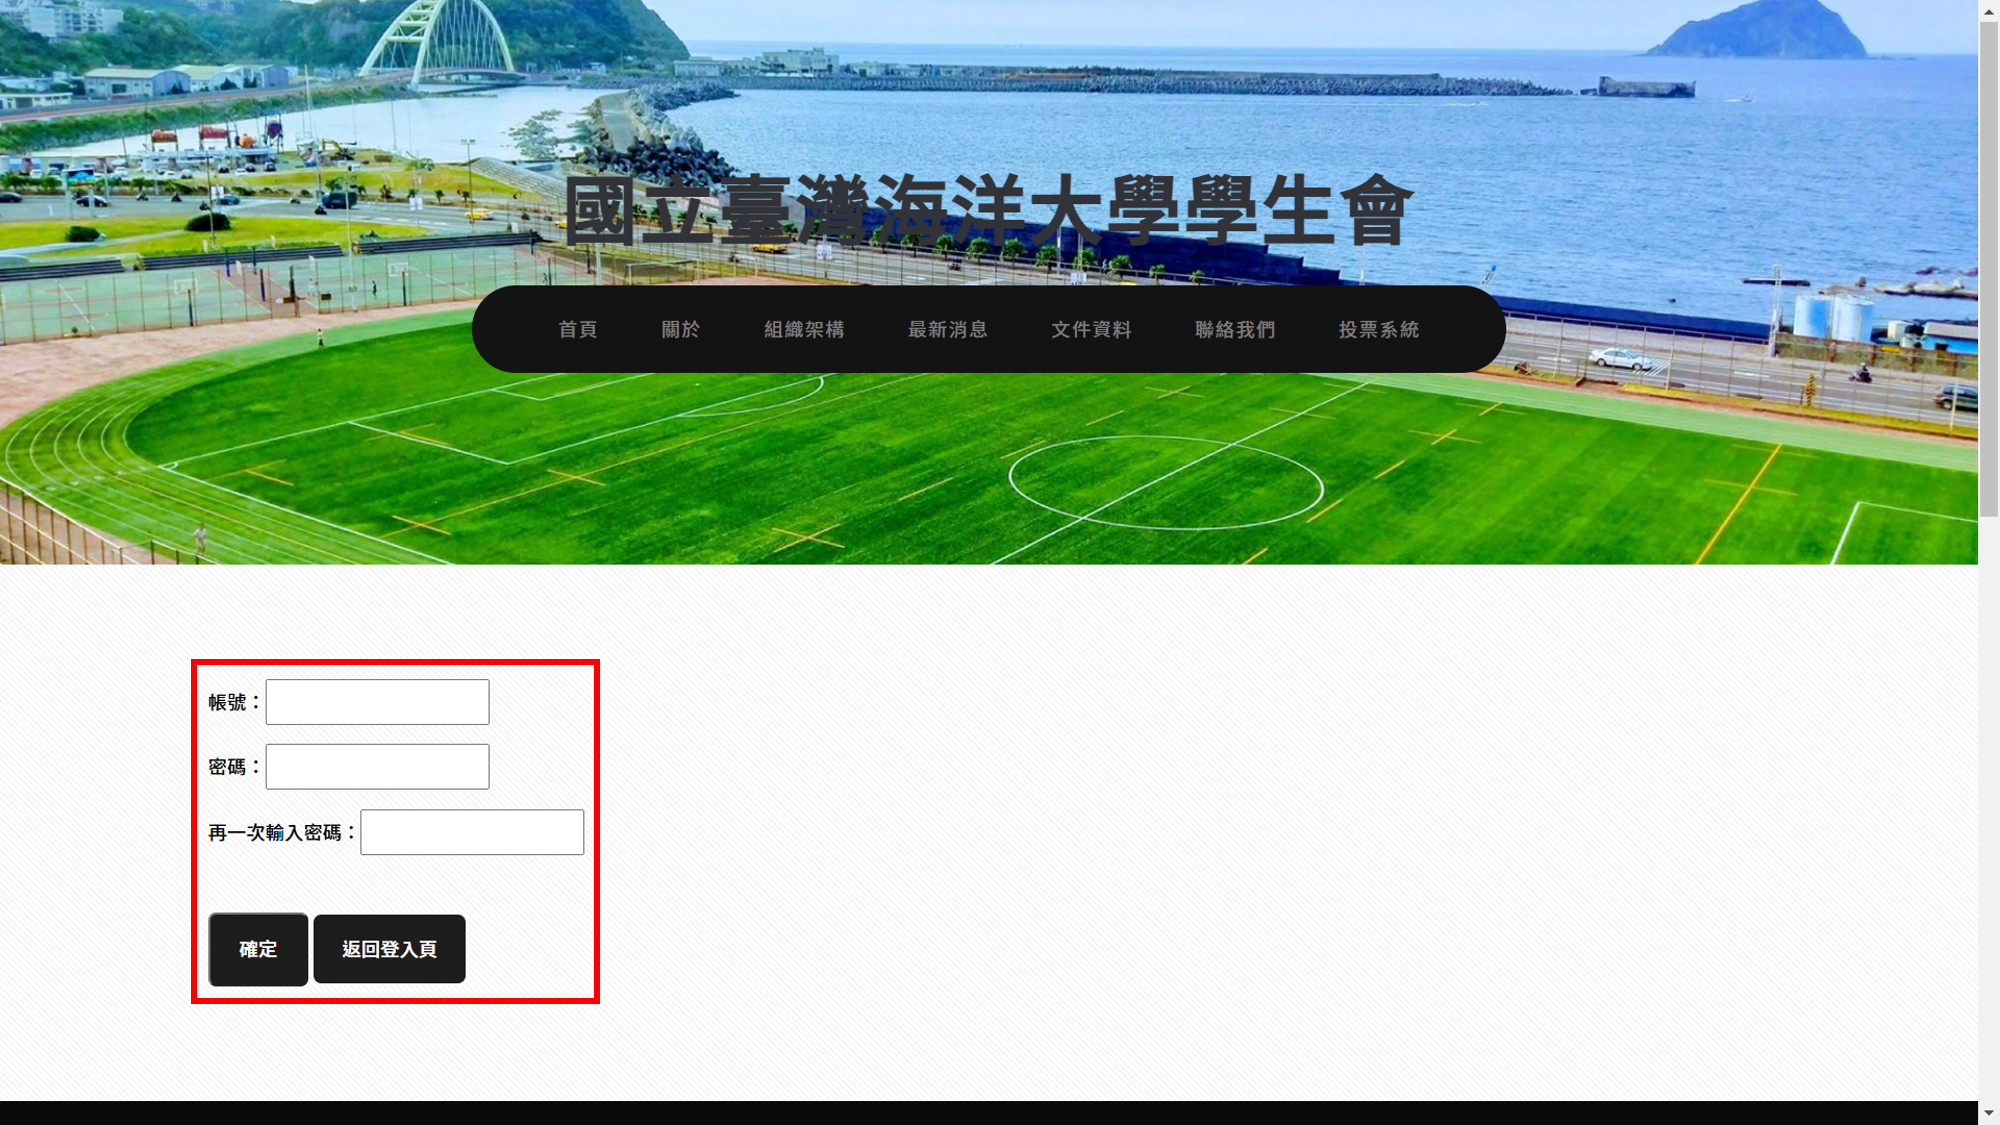 國立臺灣海洋大學學生會
首頁 關於 組織架構 最新消息 文件資料 聯絡我們 投票系統
帳號：
密碼：
再一次輸入密碼：
確定 返回登入頁